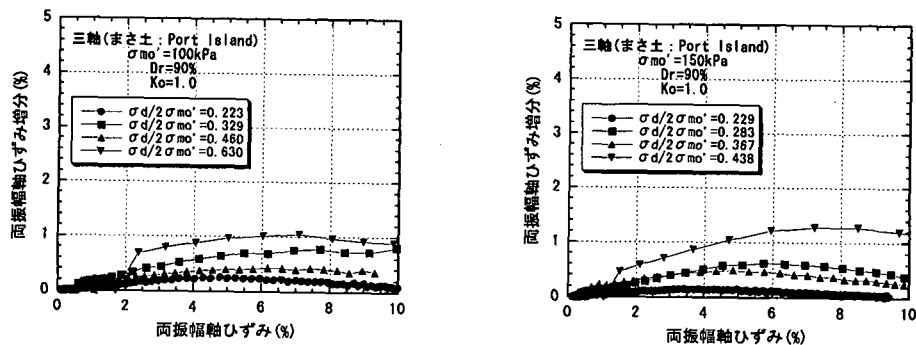 三軸(まさ土：Port Island)
σmo'=100kPa
Dr=90%
Ko=1.0
σd/2σmo'=0.223
σd/2σmo'=0.329
σd/2σmo'=0.460
σd/2σmo'=0.630
両振幅軸ひずみ増分(%)
5
4
3
2
1
0
0 2 4 6 8 10
両振幅軸ひずみ(%)
三軸(まさ土：Port Island)
σmo'=150kPa
Dr=90%
Ko=1.0
σd/2σmo'=0.229
σd/2σmo'=0.283
σd/2σmo'=0.367
σd/2σmo'=0.438
両振幅軸ひずみ増分(%)
5
4
3
2
1
0
0 2 4 6 8 10
両振幅軸ひずみ(%)